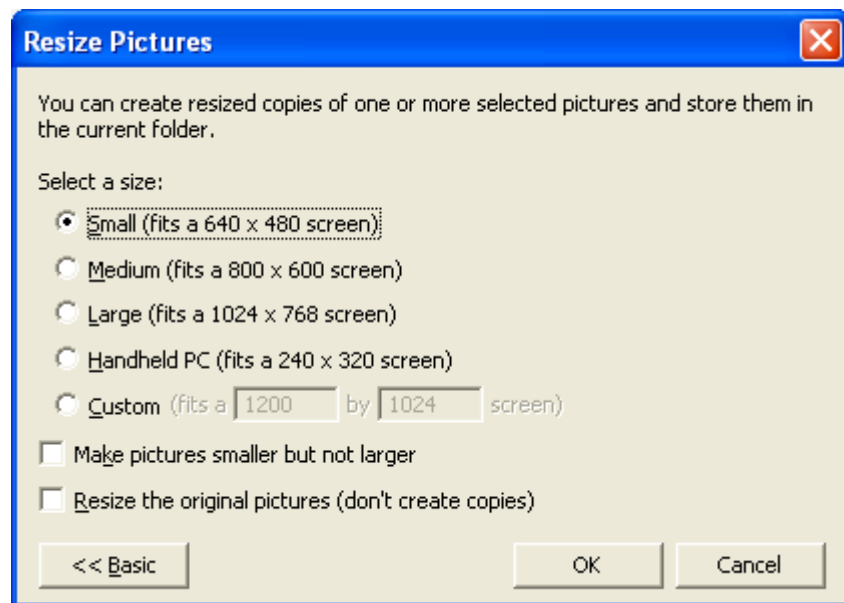 Resize Pictures
You can create resized copies of one or more selected pictures and store them in
the current folder.
Select a size:
Small (fits a 640 x 480 screen)
Medium (fits a 800 x 600 screen)
Large (fits a 1024 x 768 screen)
Handheld PC (fits a 240 x 320 screen)
Custom (fits a 1200 by 1024 screen)
Make pictures smaller but not larger
Resize the original pictures (don't create copies)
<< Basic OK Cancel